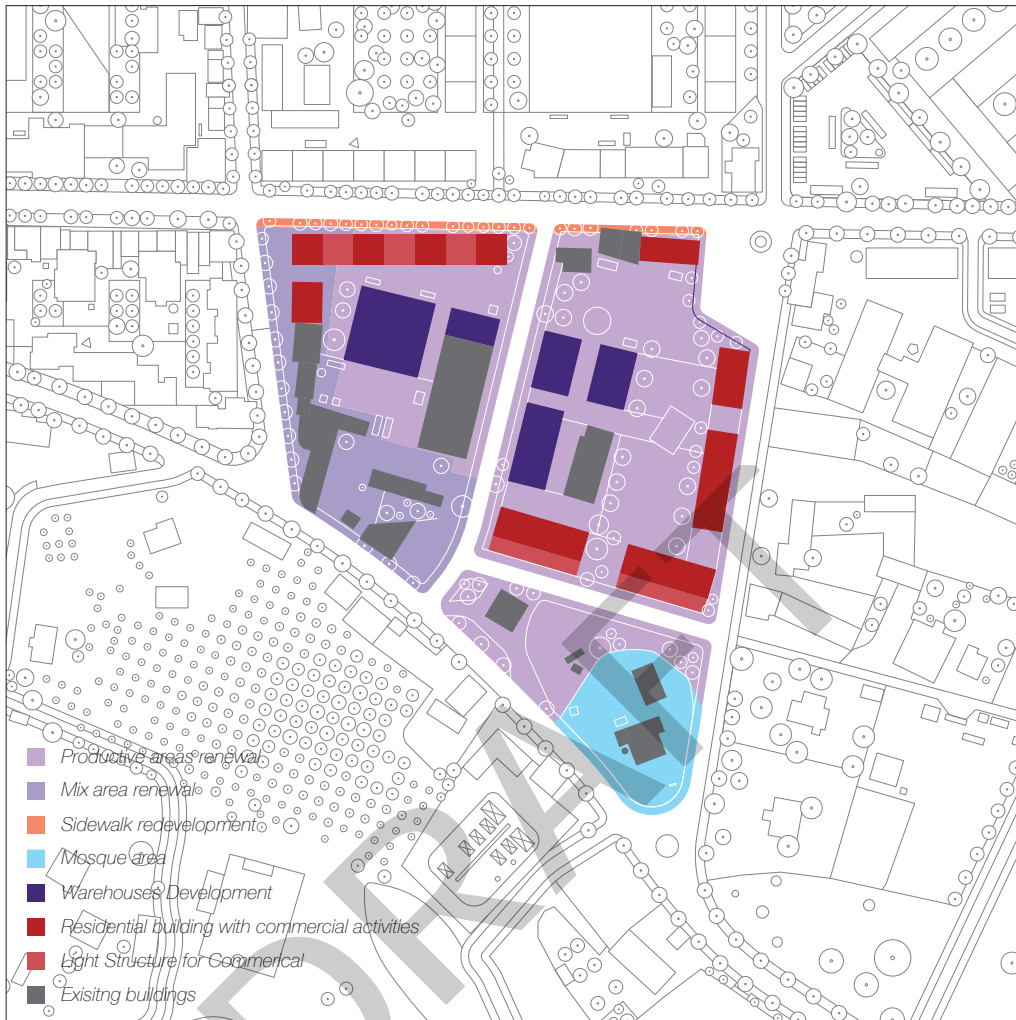 Productive areas renewal
Mix area renewal
Sidewalk redevelopment
Mosque area
Warehouses Development
Residential building with commercial activities
Light Structure for Commerical
Exisitng buildings
DRAFT